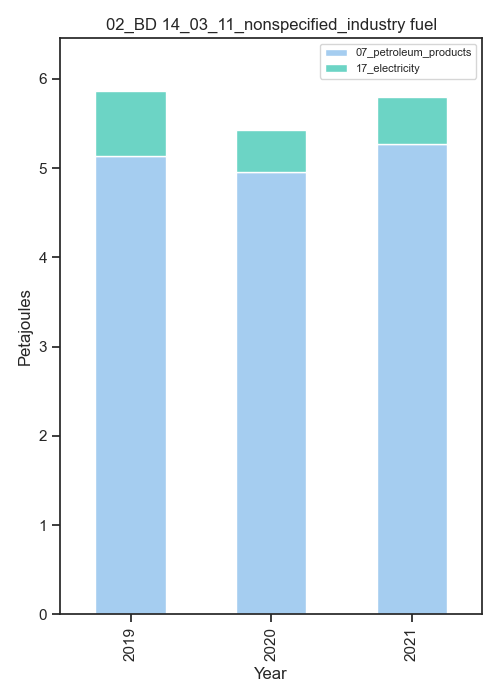 02_BD 14_03_11_nonspecified_industry fuel
07_petroleum_products
17_electricity
6
5
4
3
2
1
0
Petajoules
2019
2020
2021
Year